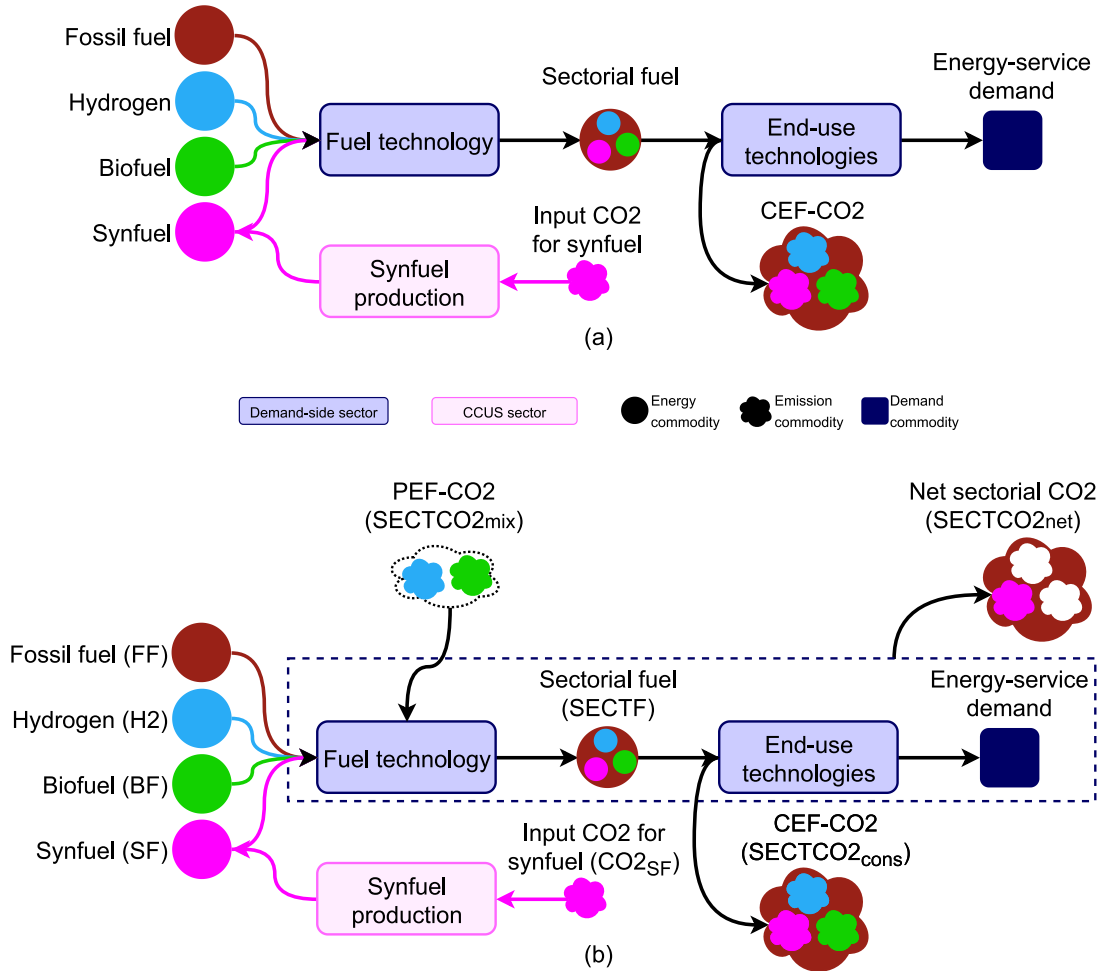 Fossil fuel
Hydrogen
Biofuel
Synfuel
Fuel technology
Sectorial fuel
End-use
technologies
Energy-service
demand
Synfuel
production
Input CO2
for synfuel
CEF-CO2
(a)
Demand-side sector
CCUS sector
Energy
commodity
Emission
commodity
Demand
commodity
PEF-CO2
(SECTCO2mix)
Net sectorial CO2
(SECTCO2net)
Fossil fuel (FF)
Hydrogen (H2)
Biofuel (BF)
Synfuel (SF)
Fuel technology
Sectorial fuel
(SECTF)
End-use
technologies
Energy-service
demand
Synfuel
production
Input CO2 for
synfuel (CO2SF)
CEF-CO2
(SECTCO2cons)
(b)